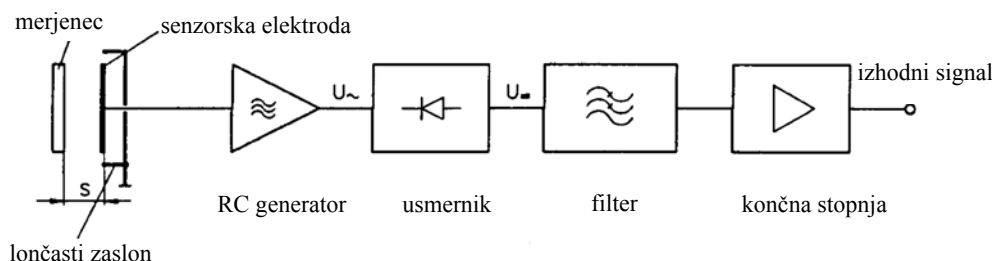 merjenec
senzorska elektroda
izhodni signal
U~
U=
S
RC generator
usmernik
filter
končna stopnja
lončasti zaslon